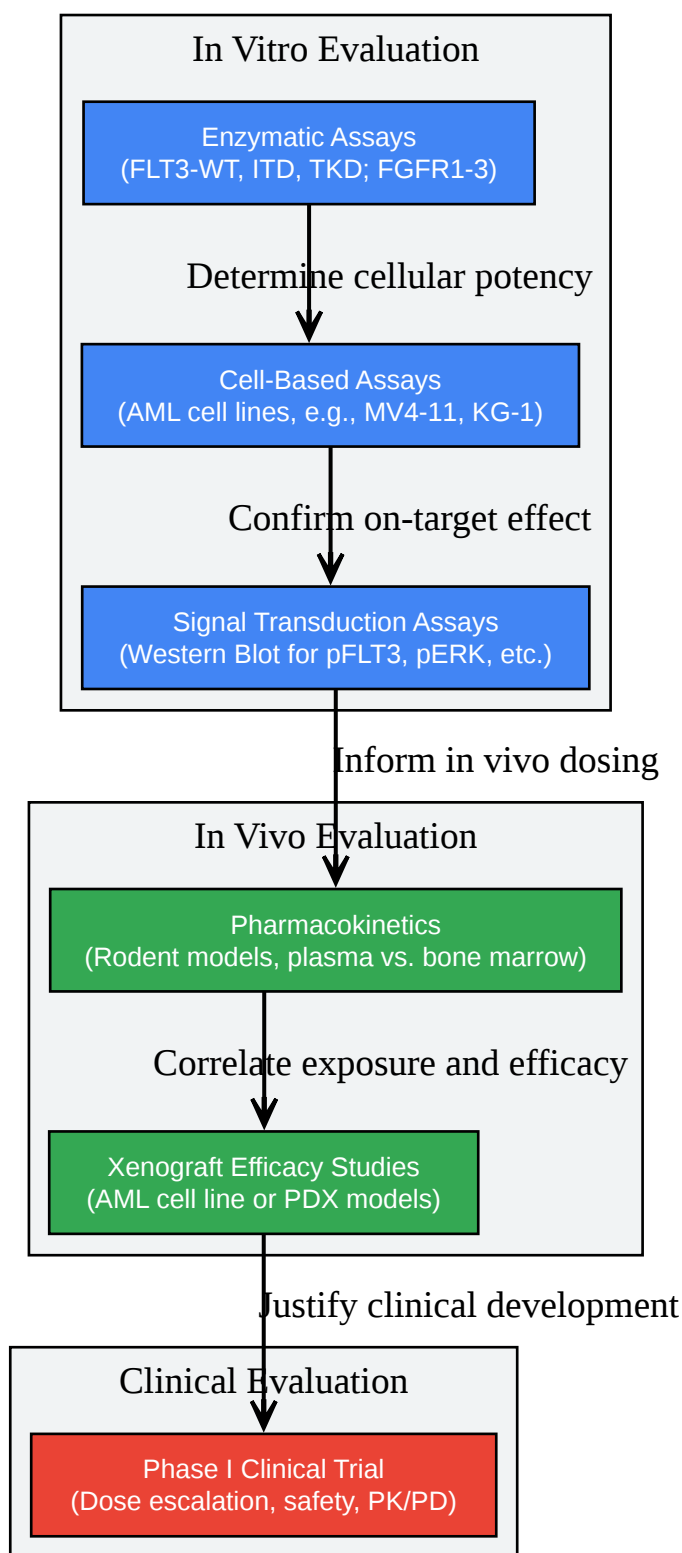 In Vitro Evaluation
Enzymatic Assays
(FLT3-WT, ITD, TKD; FGFR1-3)
Determine cellular potency
Cell-Based Assays
(AML cell lines, e.g., MV4-11, KG-1)
Confirm on-target effect
Signal Transduction Assays
(Western Blot for pFLT3, pERK, etc.)
Inform in vivo dosing
In Vivo Evaluation
Pharmacokinetics
(Rodent models, plasma vs. bone marrow)
Correlate exposure and efficacy
Xenograft Efficacy Studies
(AML cell line or PDX models)
Justify clinical development
Clinical Evaluation
Phase I Clinical Trial
(Dose escalation, safety, PK/PD)